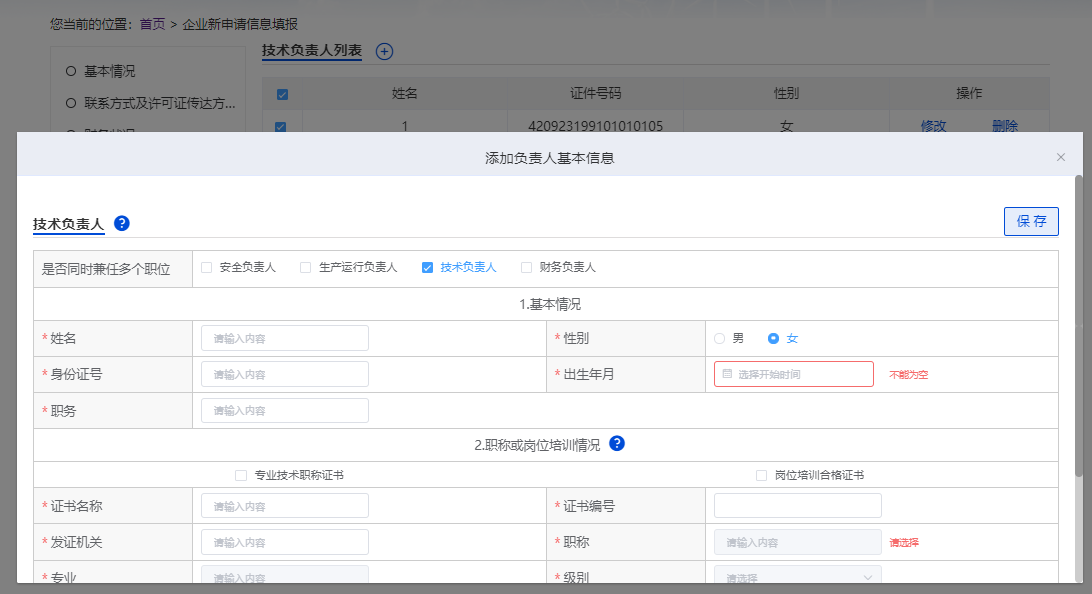 您当前的位置: 首页 > 企业新申请信息填报
基本情况
联系方式及许可证传达方...
技术负责人列表
姓名 证件号码 性别 操作
1 420923199101010105 女 修改 删除
添加负责人基本信息 ×
技术负责人 ?
保存
是否同时兼任多个职位 安全负责人 生产运行负责人 技术负责人 财务负责人
1.基本情况
*姓名 请输入内容 *性别 男 女
*身份证号 请输入内容 *出生年月 选择开始时间 不能为空
*职务 请输入内容
2.职称或岗位培训情况 ?
专业技术职称证书 岗位培训合格证书
*证书名称 请输入内容 *证书编号
*发证机关 请输入内容 *职称 请输入内容 请选择
*专业 请输入内容 *级别 请选择